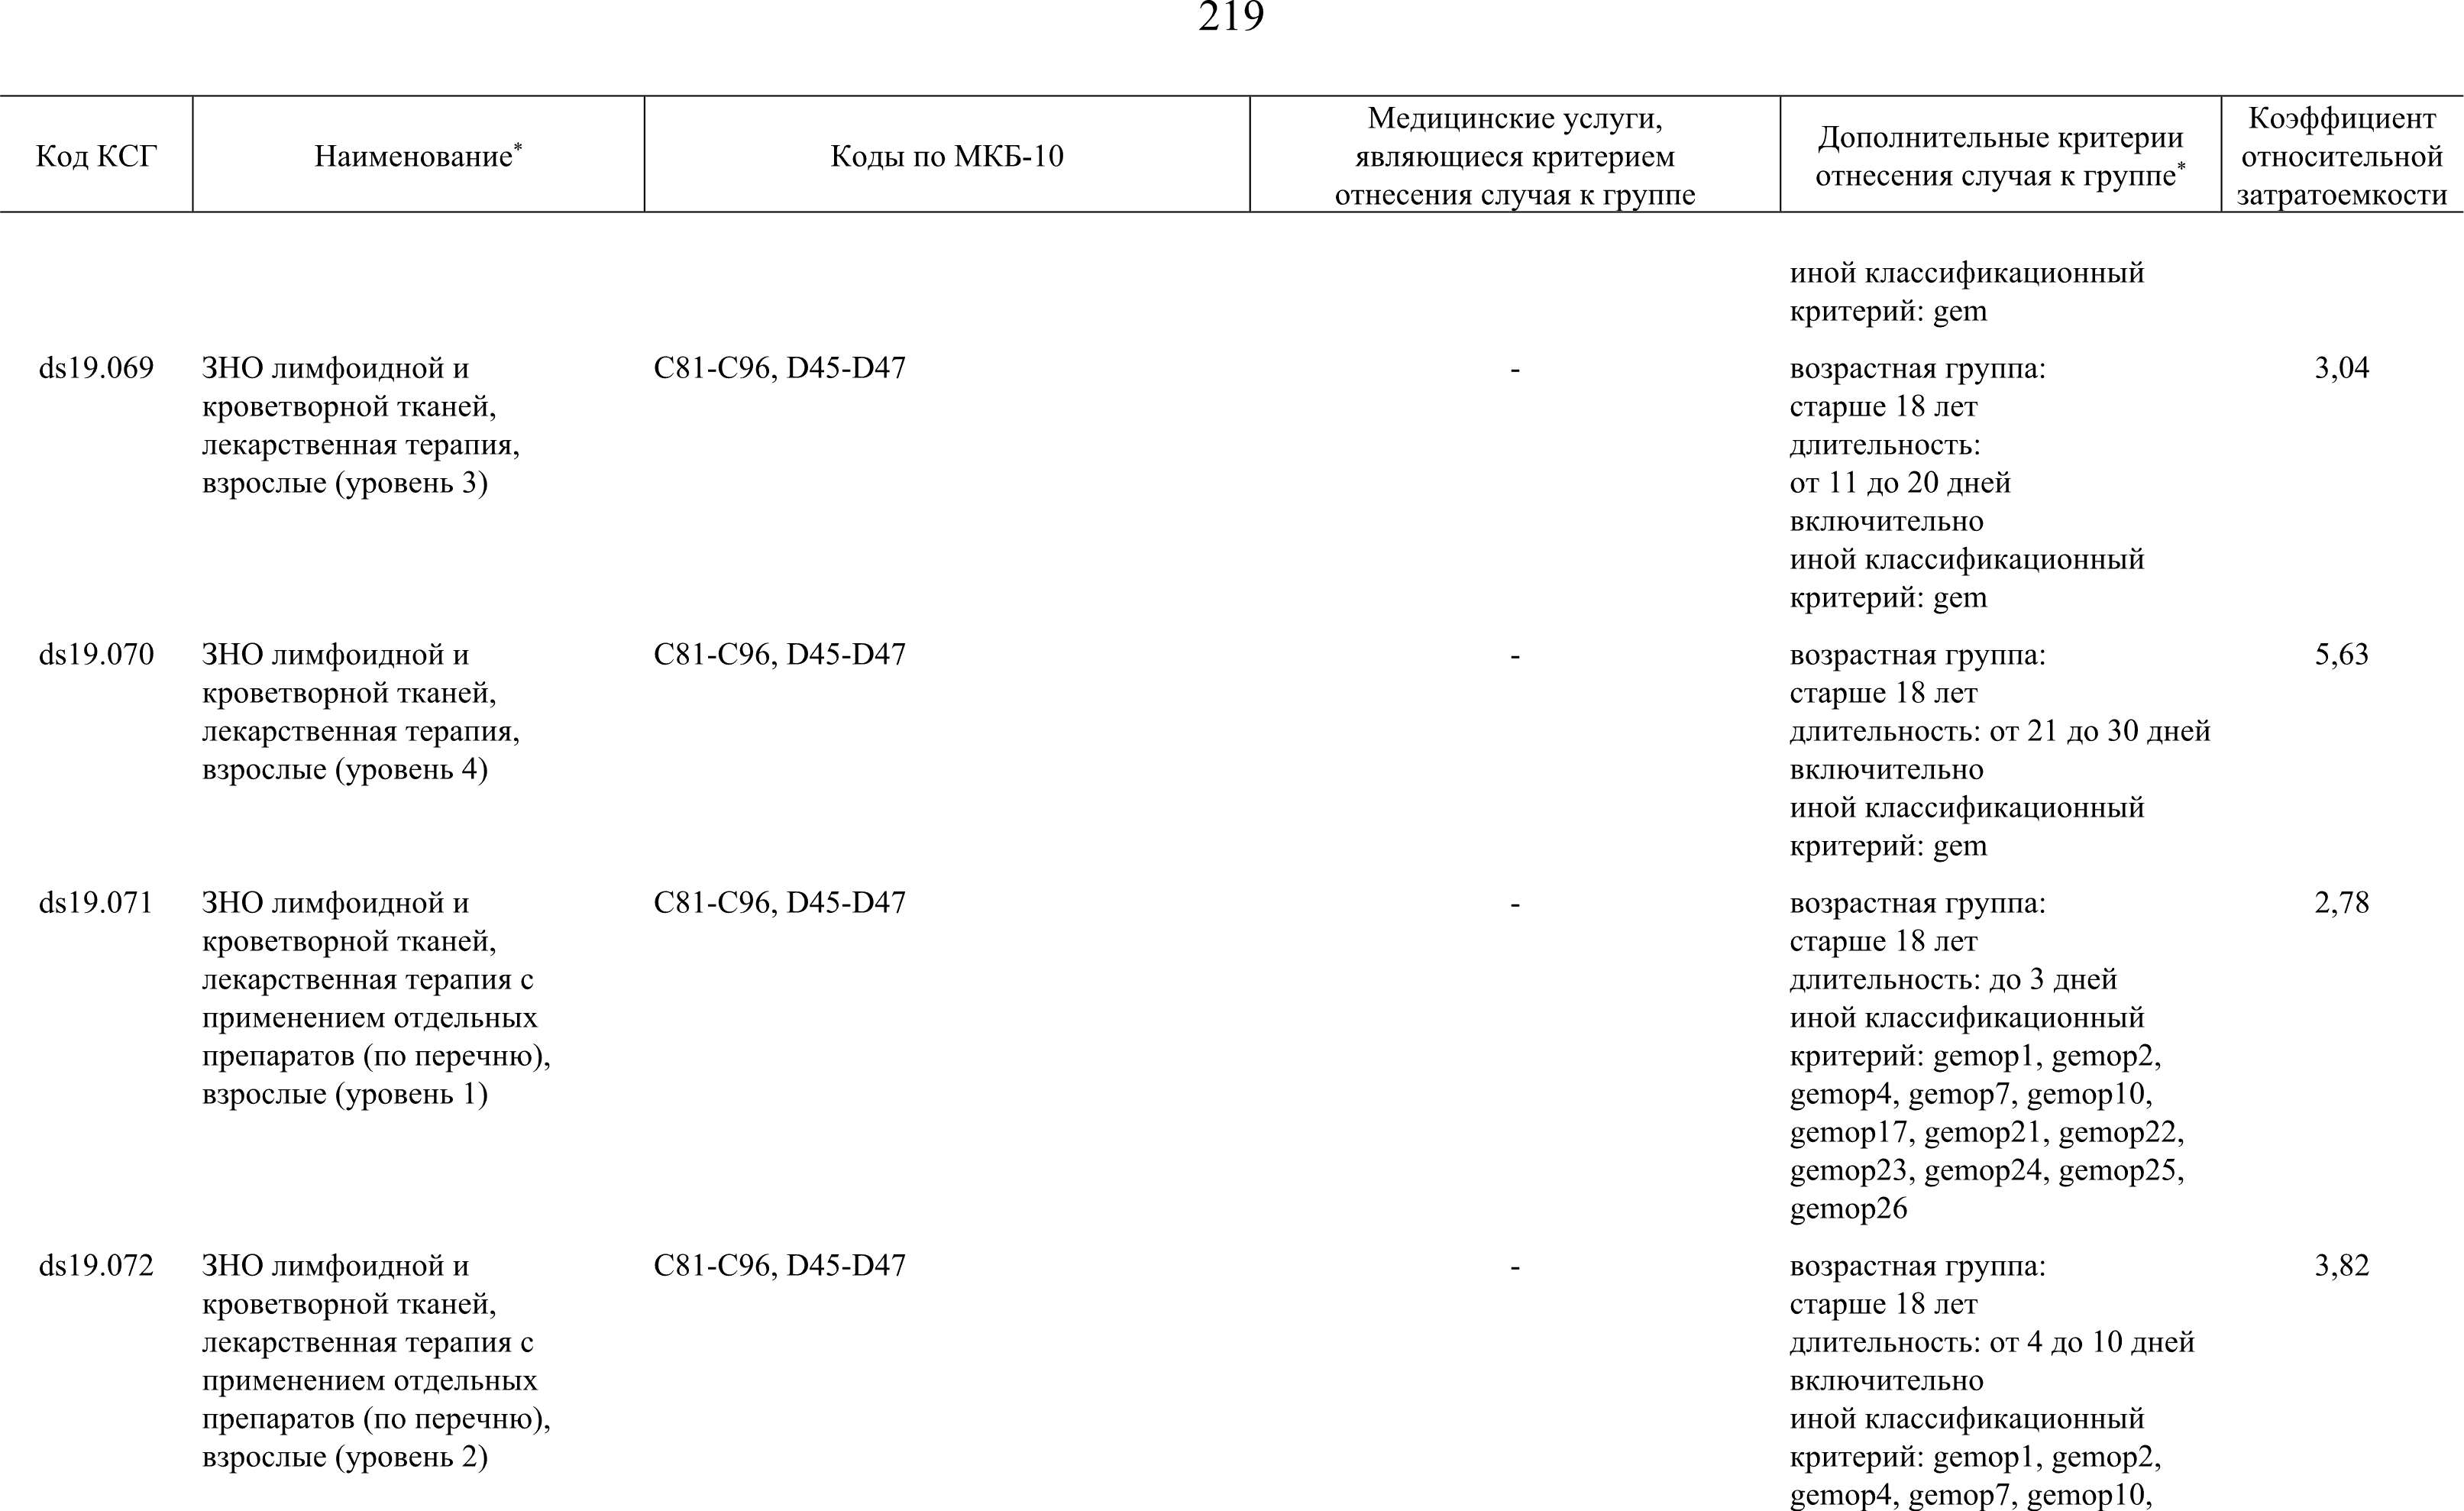 219
Код КСГ
Наименование*
Коды по МКБ-10
Медицинские услуги,
являющиеся критерием
отнесения случая к группе
Дополнительные критерии
отнесения случая к группе*
Коэффициент
относительной
затратоемкости
иной классификационный
критерий: gem
ds19.069
ЗНО лимфоидной и
кроветворной тканей,
лекарственная терапия,
взрослые (уровень 3)
C81-C96, D45-D47
-
возрастная группа:
старше 18 лет
длительность:
от 11 до 20 дней
включительно
иной классификационный
критерий: gem
3,04
ds19.070
ЗНО лимфоидной и
кроветворной тканей,
лекарственная терапия,
взрослые (уровень 4)
C81-C96, D45-D47
-
возрастная группа:
старше 18 лет
длительность: от 21 до 30 дней
включительно
иной классификационный
критерий: gem
5,63
ds19.071
ЗНО лимфоидной и
кроветворной тканей,
лекарственная терапия с
применением отдельных
препаратов (по перечню),
взрослые (уровень 1)
C81-C96, D45-D47
-
возрастная группа:
старше 18 лет
длительность: до 3 дней
иной классификационный
критерий: gemop1, gemop2,
gemop4, gemop7, gemop10,
gemop17, gemop21, gemop22,
gemop23, gemop24, gemop25,
gemop26
2,78
ds19.072
ЗНО лимфоидной и
кроветворной тканей,
лекарственная терапия с
применением отдельных
препаратов (по перечню),
взрослые (уровень 2)
C81-C96, D45-D47
-
возрастная группа:
старше 18 лет
длительность: от 4 до 10 дней
включительно
иной классификационный
критерий: gemop1, gemop2,
gemop4, gemop7, gemop10,
3,82